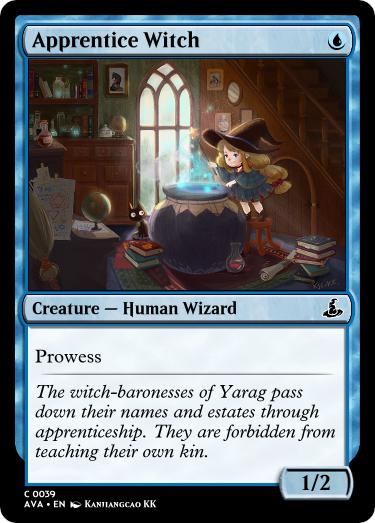 Apprentice Witch
Creature — Human Wizard
Prowess
The witch-baronesses of Yarag pass
down their names and estates through
apprenticeship. They are forbidden from
teaching their own kin.
1/2
C 0039
AVA • EN Kanjiangcao KK